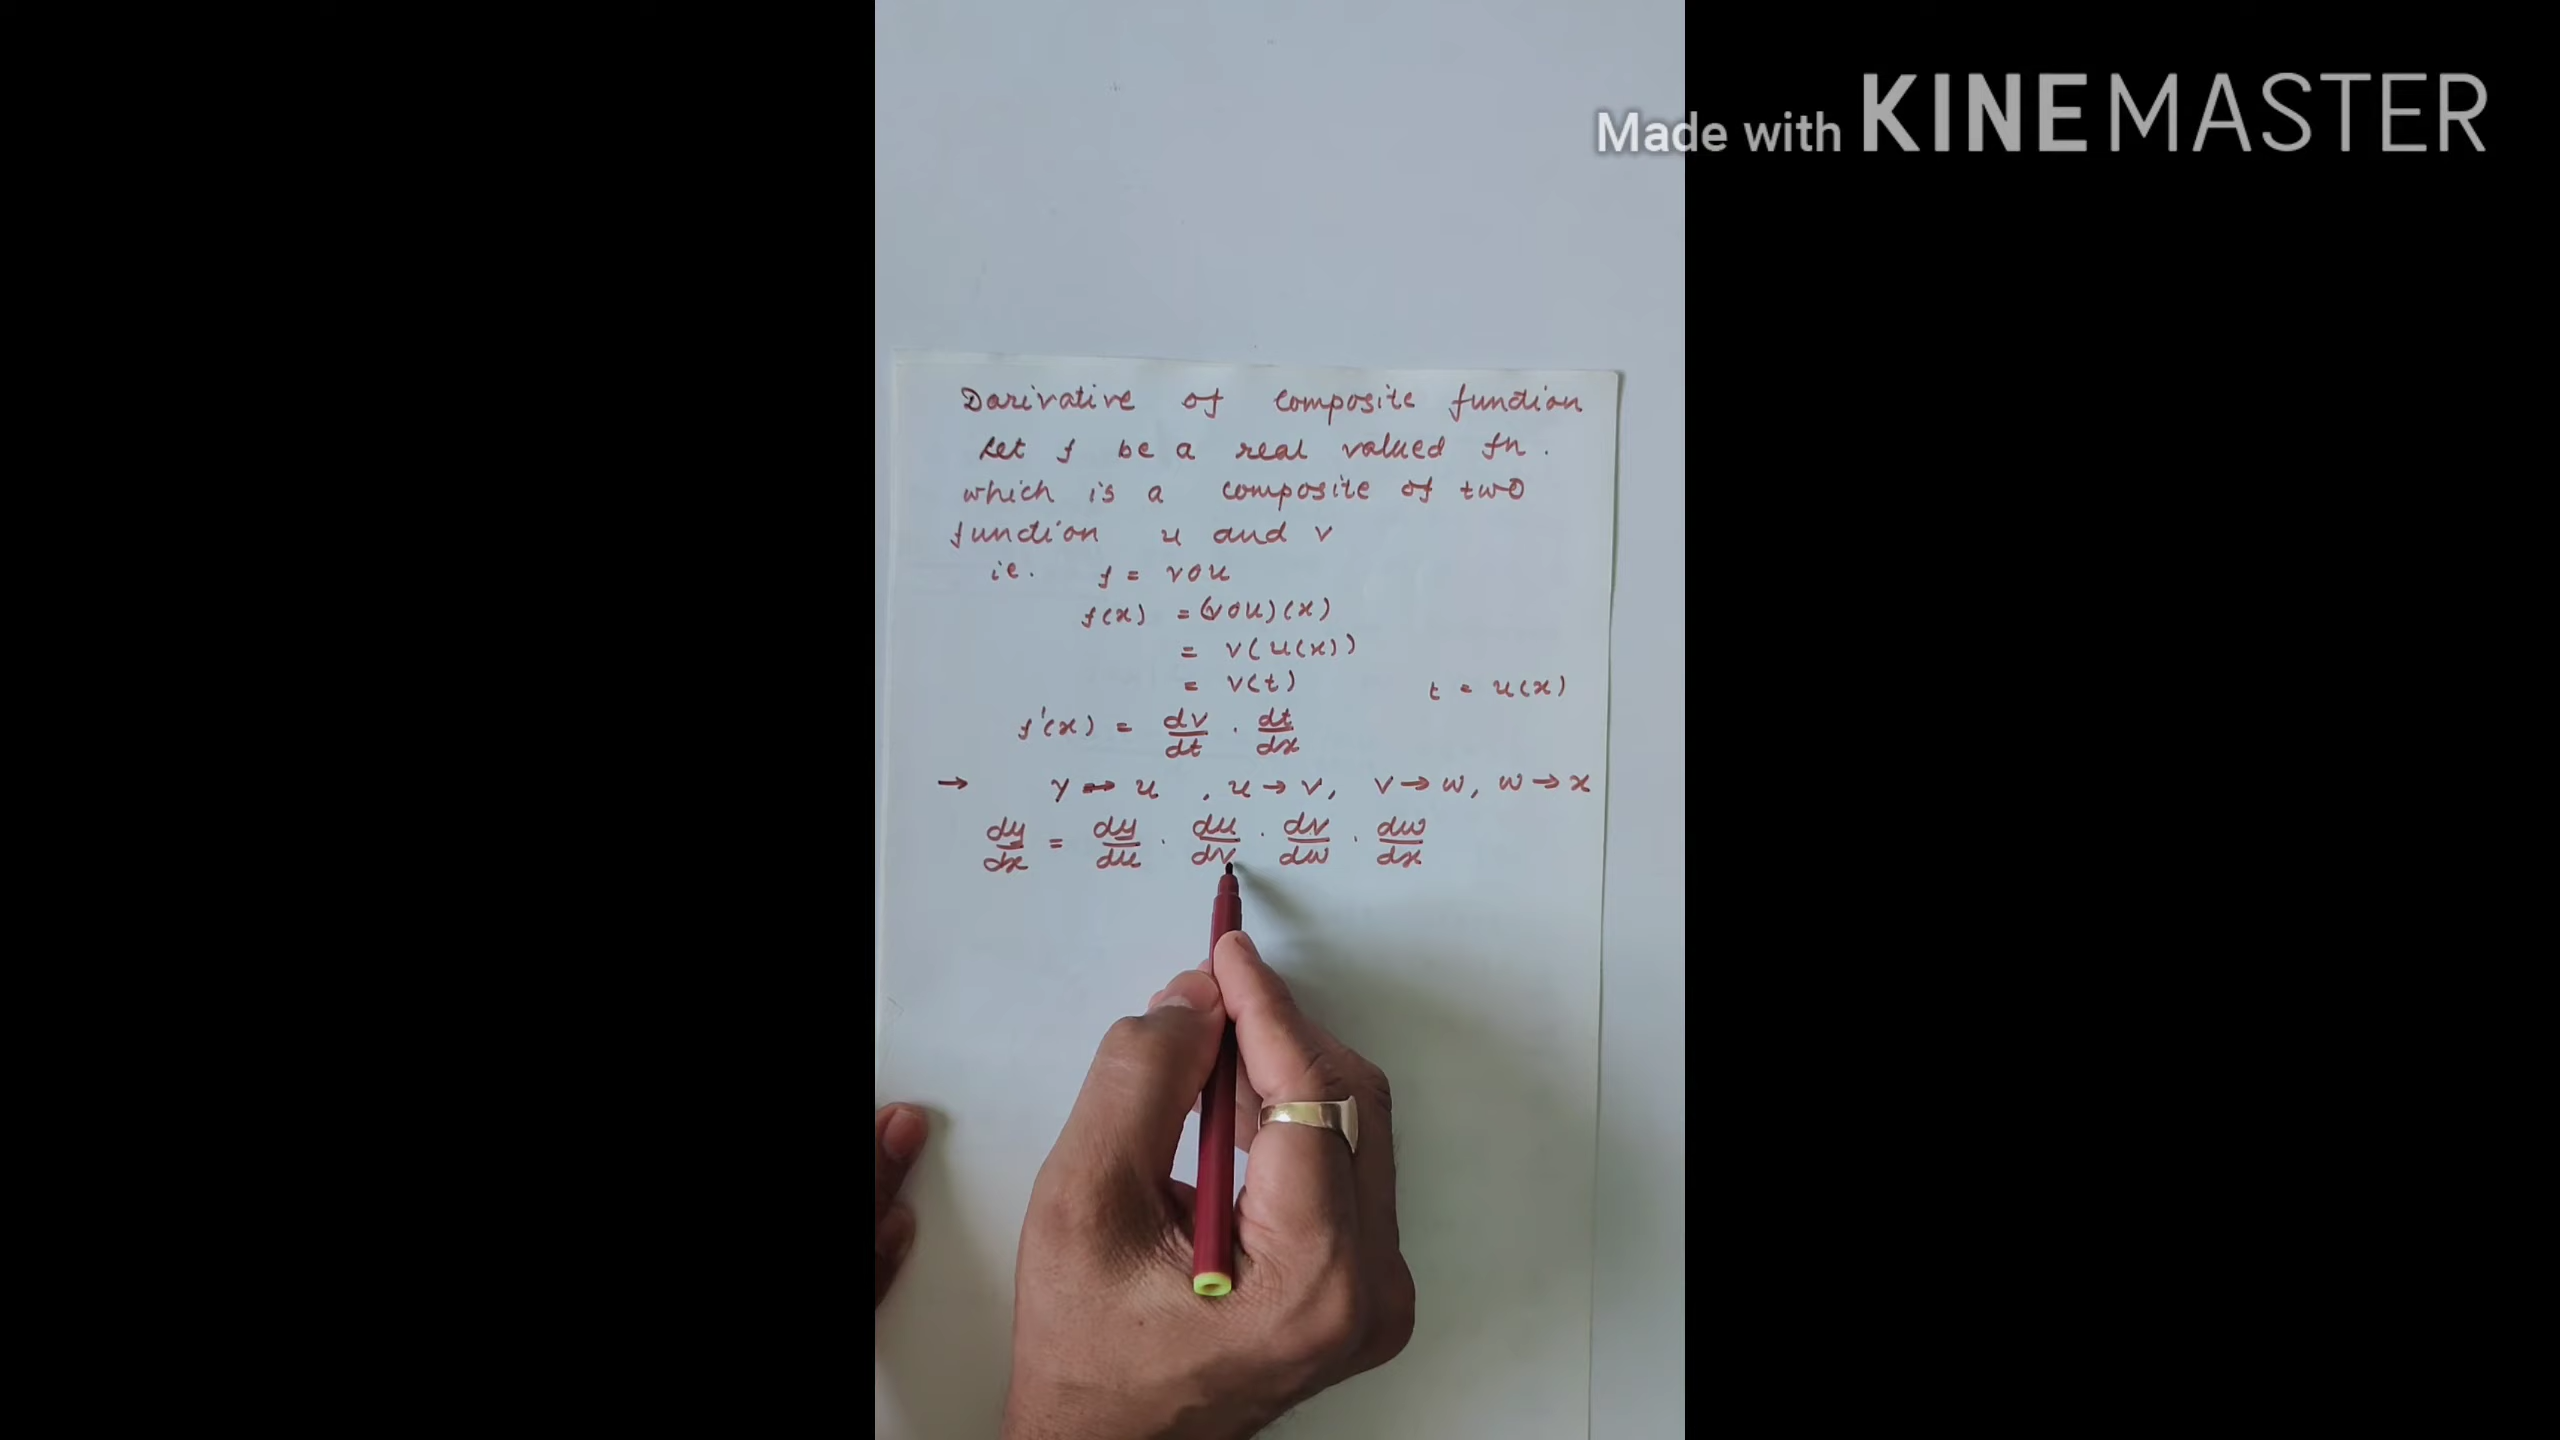 Made with KINEMASTER
Darivative of composite function
Let f be a real valued fn.
which is a composite of two
function u and v
ie. f = vou
f(x) = (vou)(x)
= v(u(x))
= v(t) t = u(x)
f'(x) = dv/dt . dt/dx
→ y → u , u → v, v → w, w → x
dy/dx = dy/du . du/dv . dv/dw . dw/dx